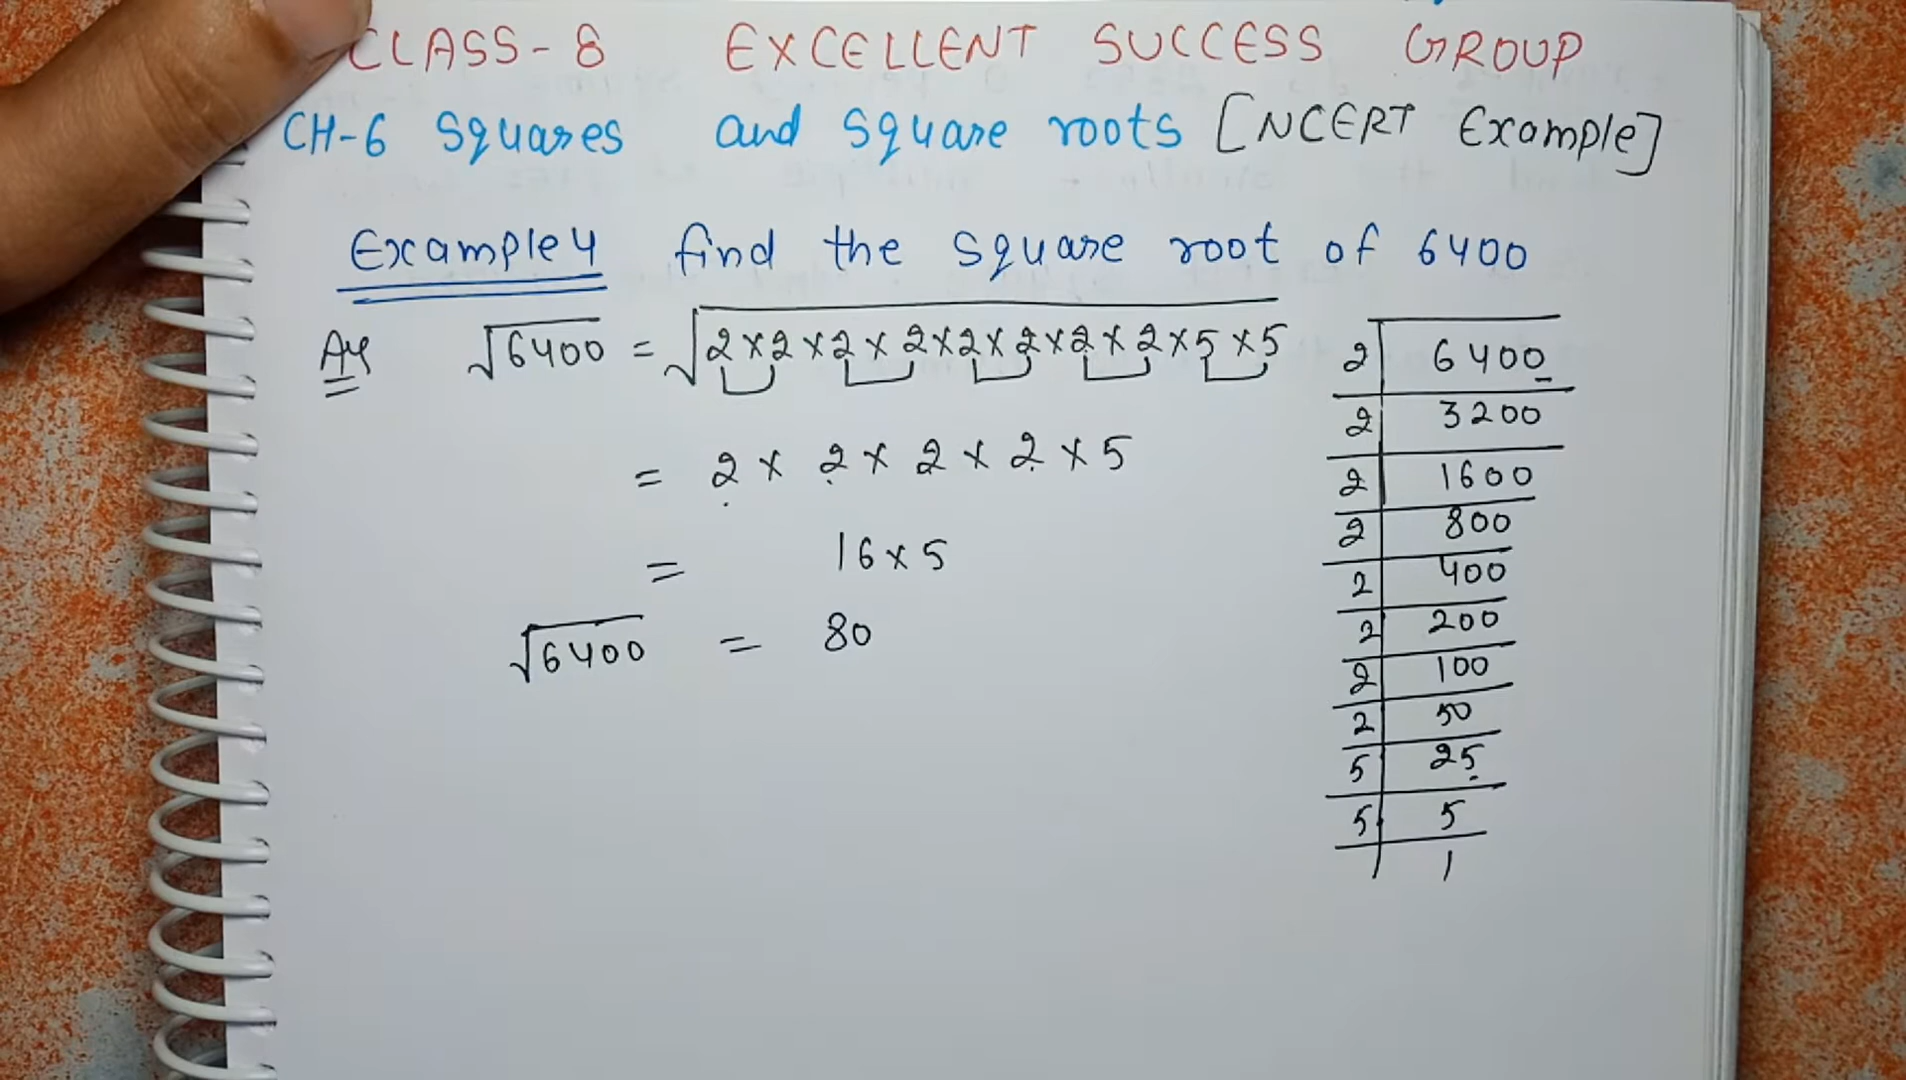 CLASS-8 EXCELLENT SUCCESS GROUP
CH-6 Squares and square roots [NCERT Example]
Example 4 find the square root of 6400
√6400 = √2×2×2×2×2×2×2×2×5×5
= 2 × 2 × 2 × 2 × 5
= 16×5
√6400 = 80
2 | 6400
2 | 3200
2 | 1600
2 | 800
2 | 400
2 | 200
2 | 100
2 | 50
5 | 25
5 | 5
| 1